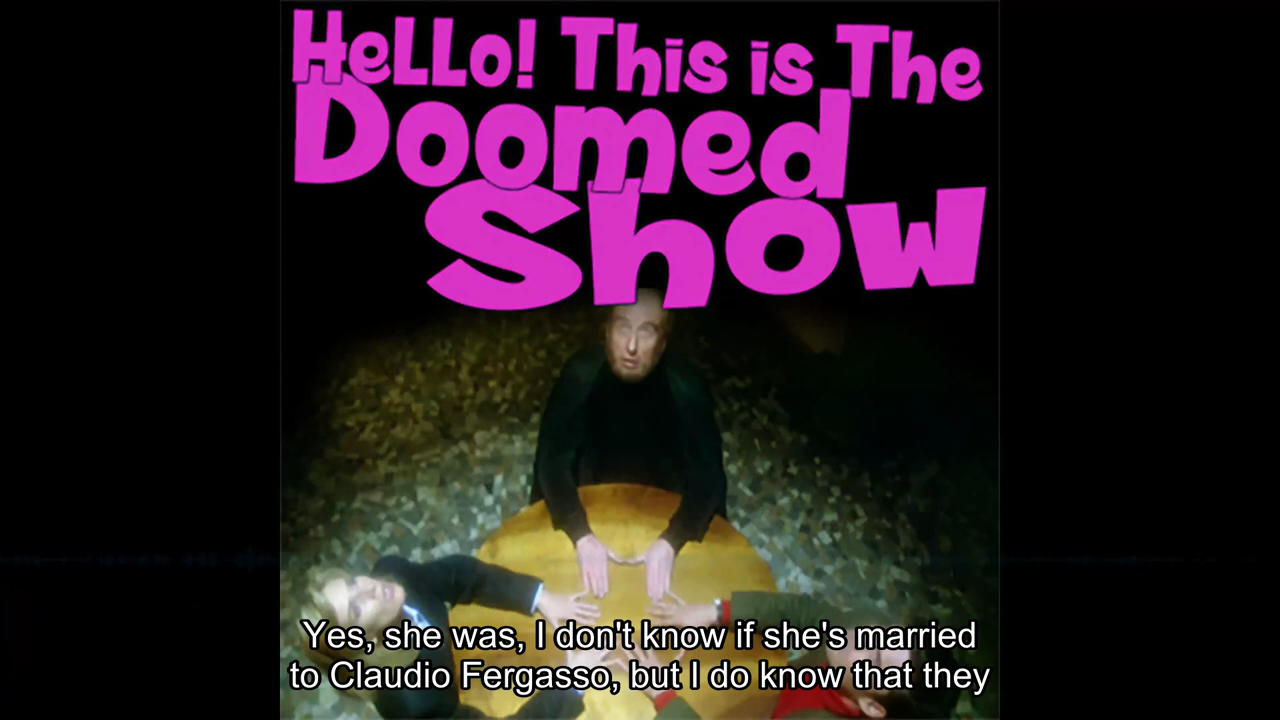 HeLLo! This is The
Doomed
Show
Yes, she was, I don't know if she's married
to Claudio Fergasso, but I do know that they